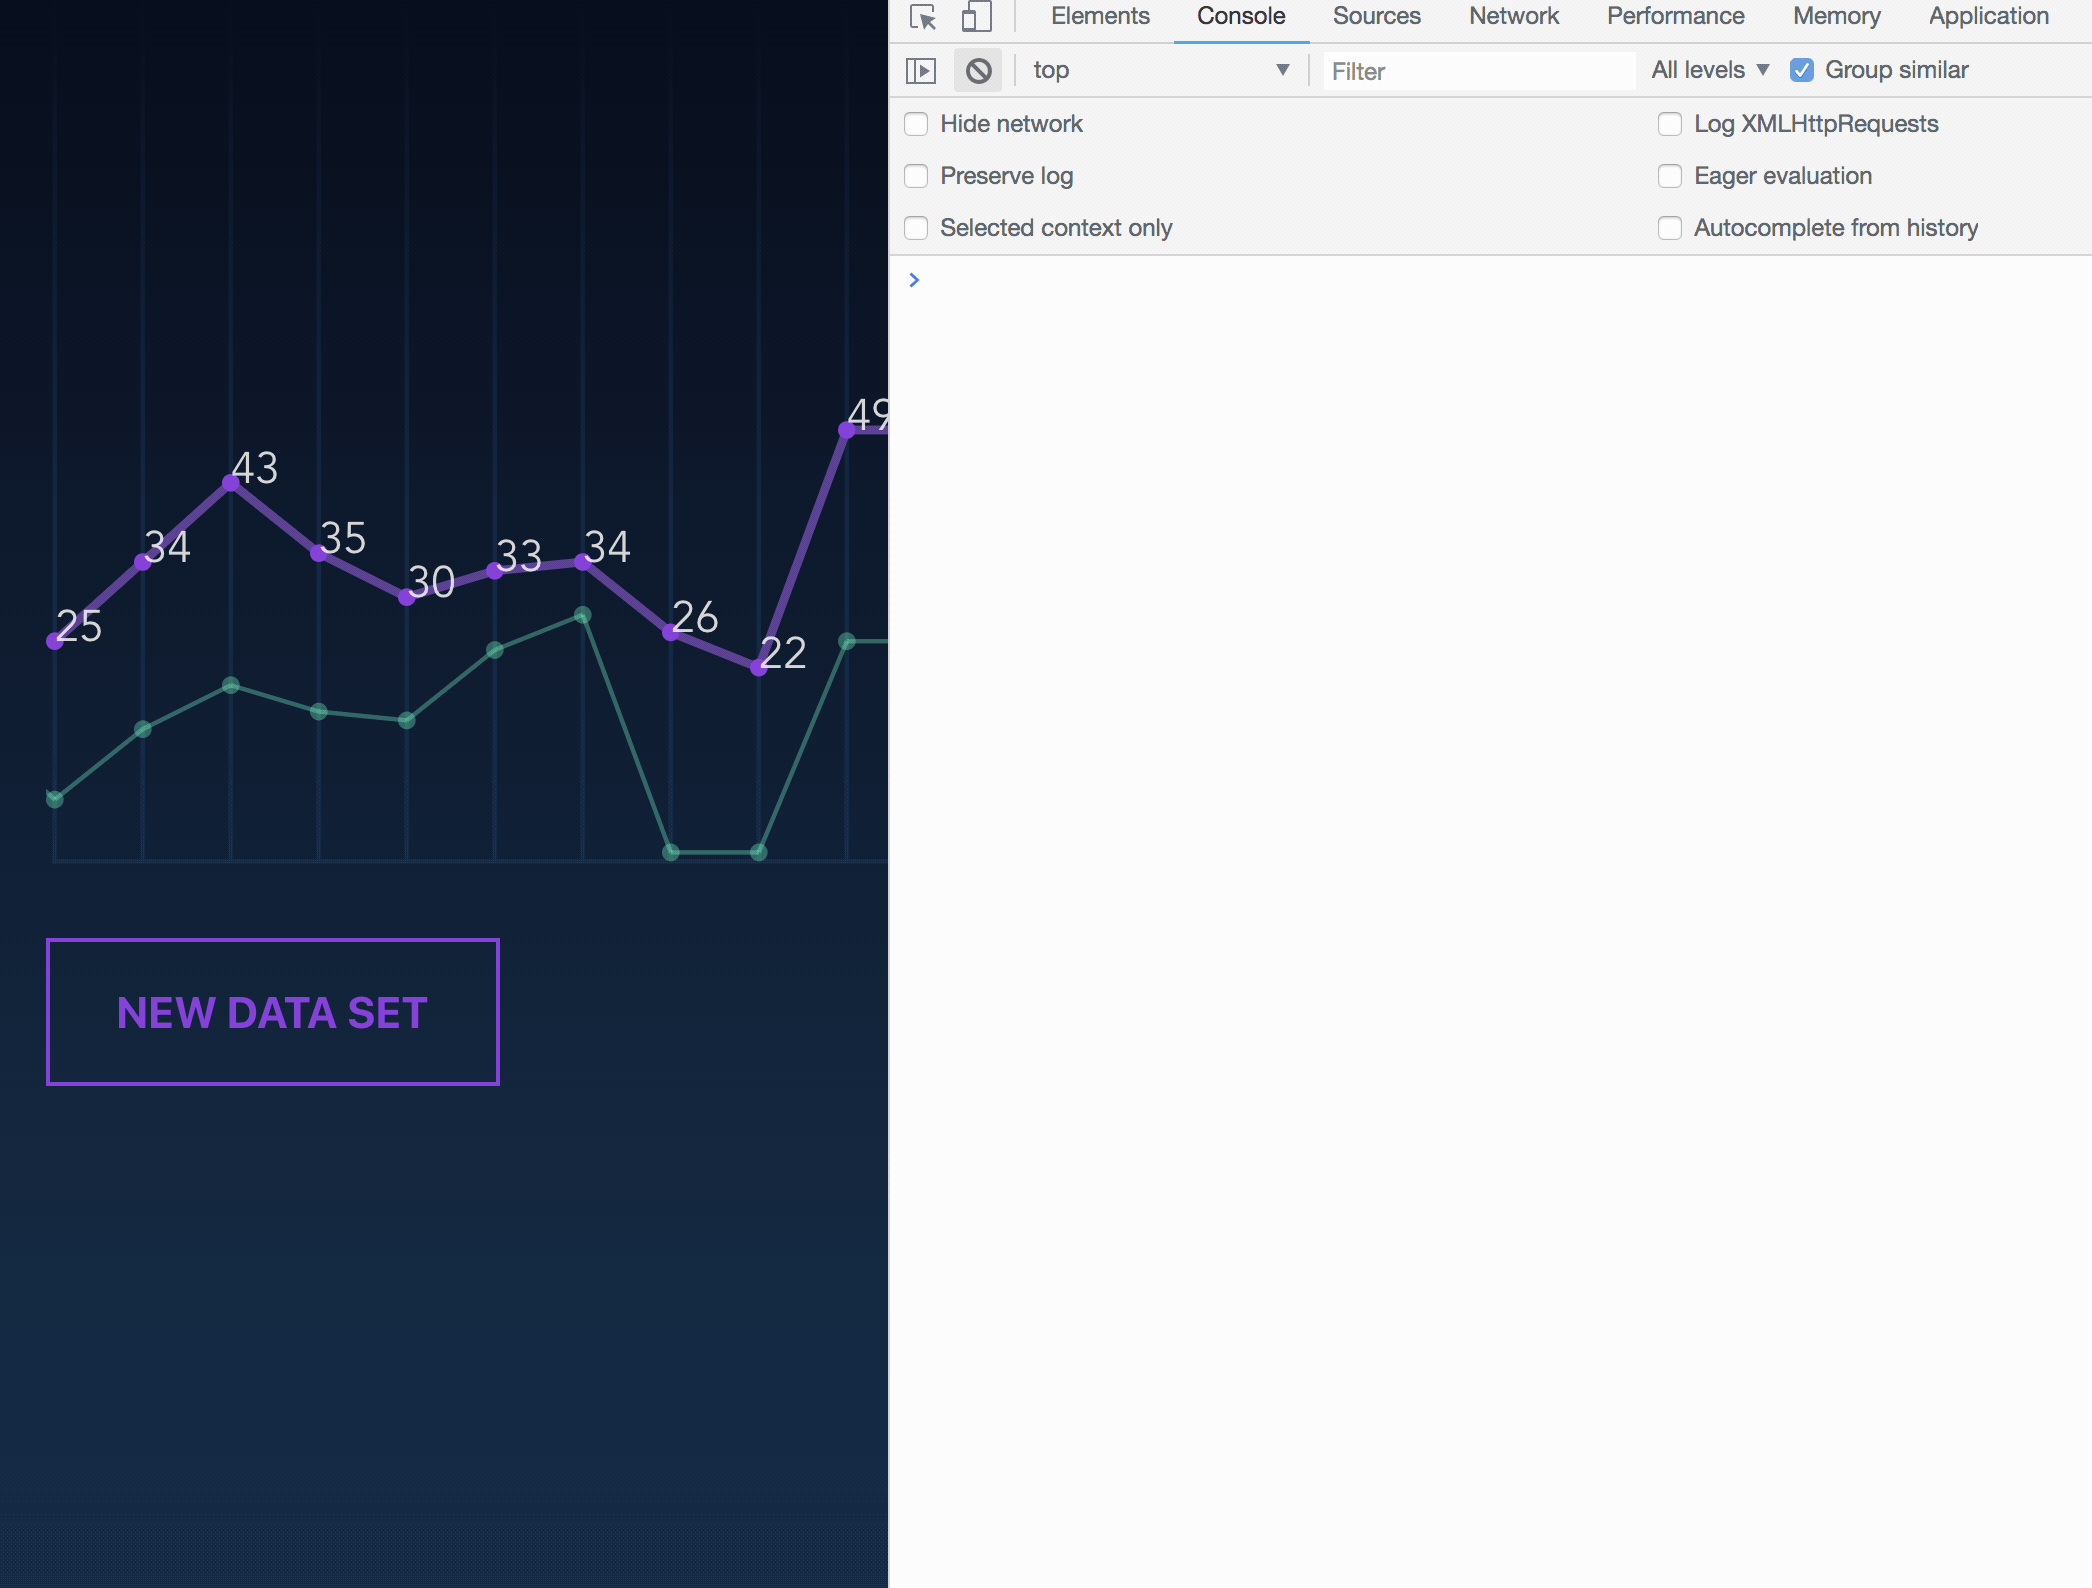 Elements Console Sources Network Performance Memory Application
top Filter All levels Group similar
Hide network Log XMLHttpRequests
Preserve log Eager evaluation
Selected context only Autocomplete from history
49
43
35
34 33 34
30
25 26
22
NEW DATA SET